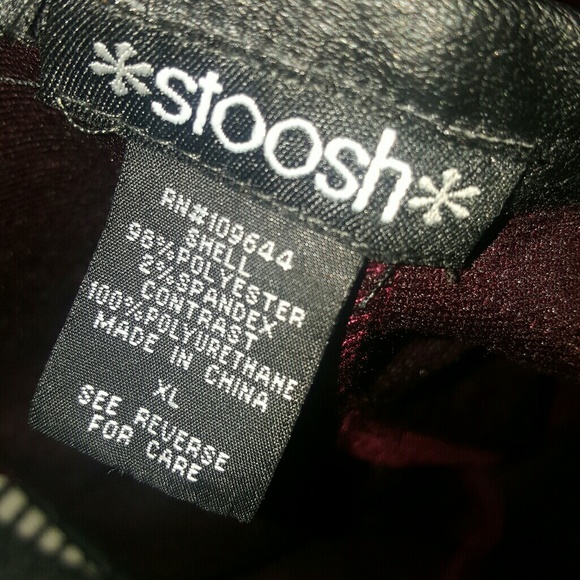 *stoosh*
RN#109644
SHELL
98%POLYESTER
2%SPANDEX
CONTRAST
100%POLYURETHANE
MADE IN CHINA
XL
SEE REVERSE
FOR CARE